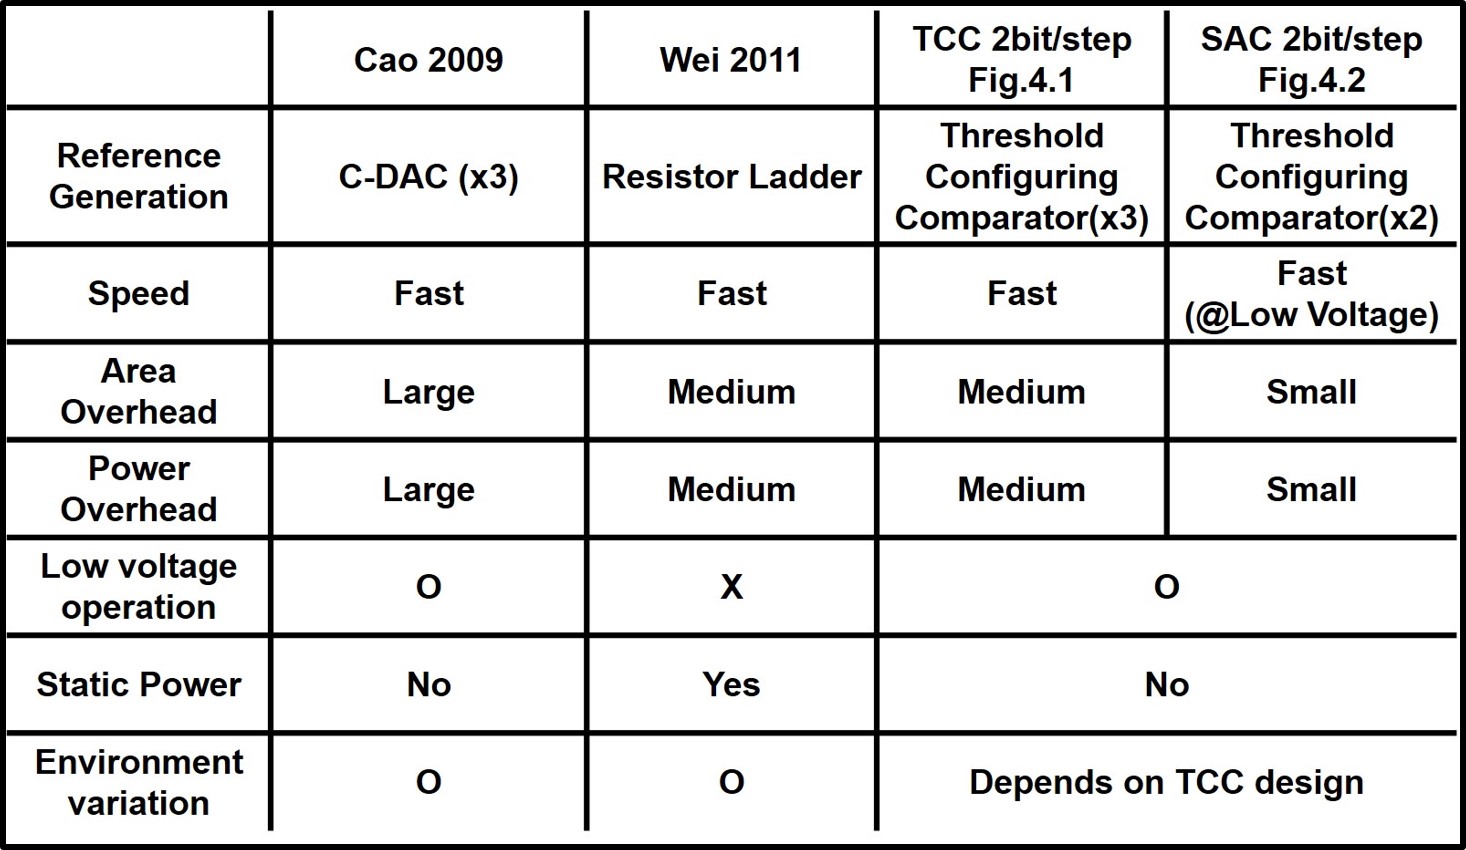 Cao 2009
Wei 2011
TCC 2bit/step
Fig.4.1
SAC 2bit/step
Fig.4.2
Reference
Generation
C-DAC (x3)
Resistor Ladder
Threshold
Configuring
Comparator(x3)
Threshold
Configuring
Comparator(x2)
Speed
Fast
Fast
Fast
Fast
(@Low Voltage)
Area
Overhead
Large
Medium
Medium
Small
Power
Overhead
Large
Medium
Medium
Small
Low voltage
operation
O
X
O
Static Power
No
Yes
No
Environment
variation
O
O
Depends on TCC design